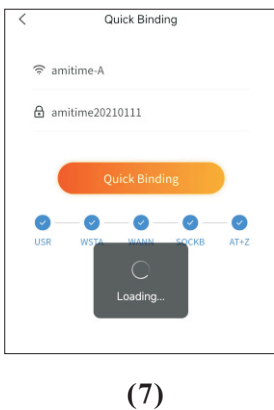 Quick Binding
amitime-A
amitime20210111
Quick Binding
USR WSTA WANN SOCKB AT+Z
Loading...
(7)